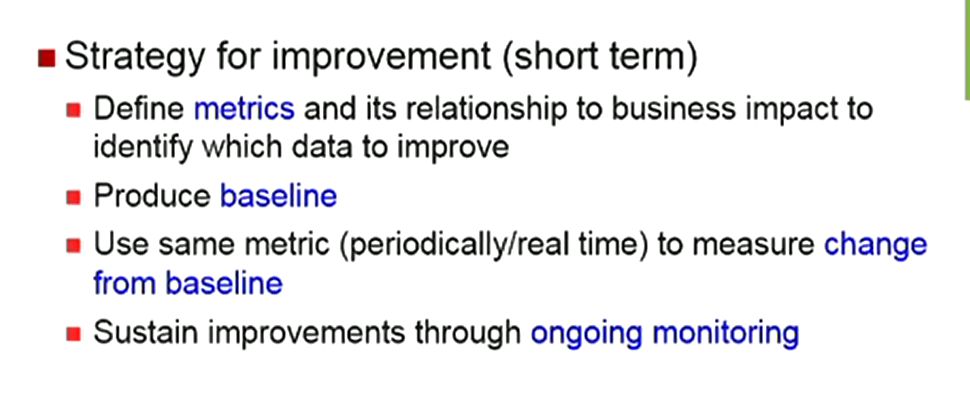 Strategy for improvement (short term)
Define metrics and its relationship to business impact to
identify which data to improve
Produce baseline
Use same metric (periodically/real time) to measure change
from baseline
Sustain improvements through ongoing monitoring